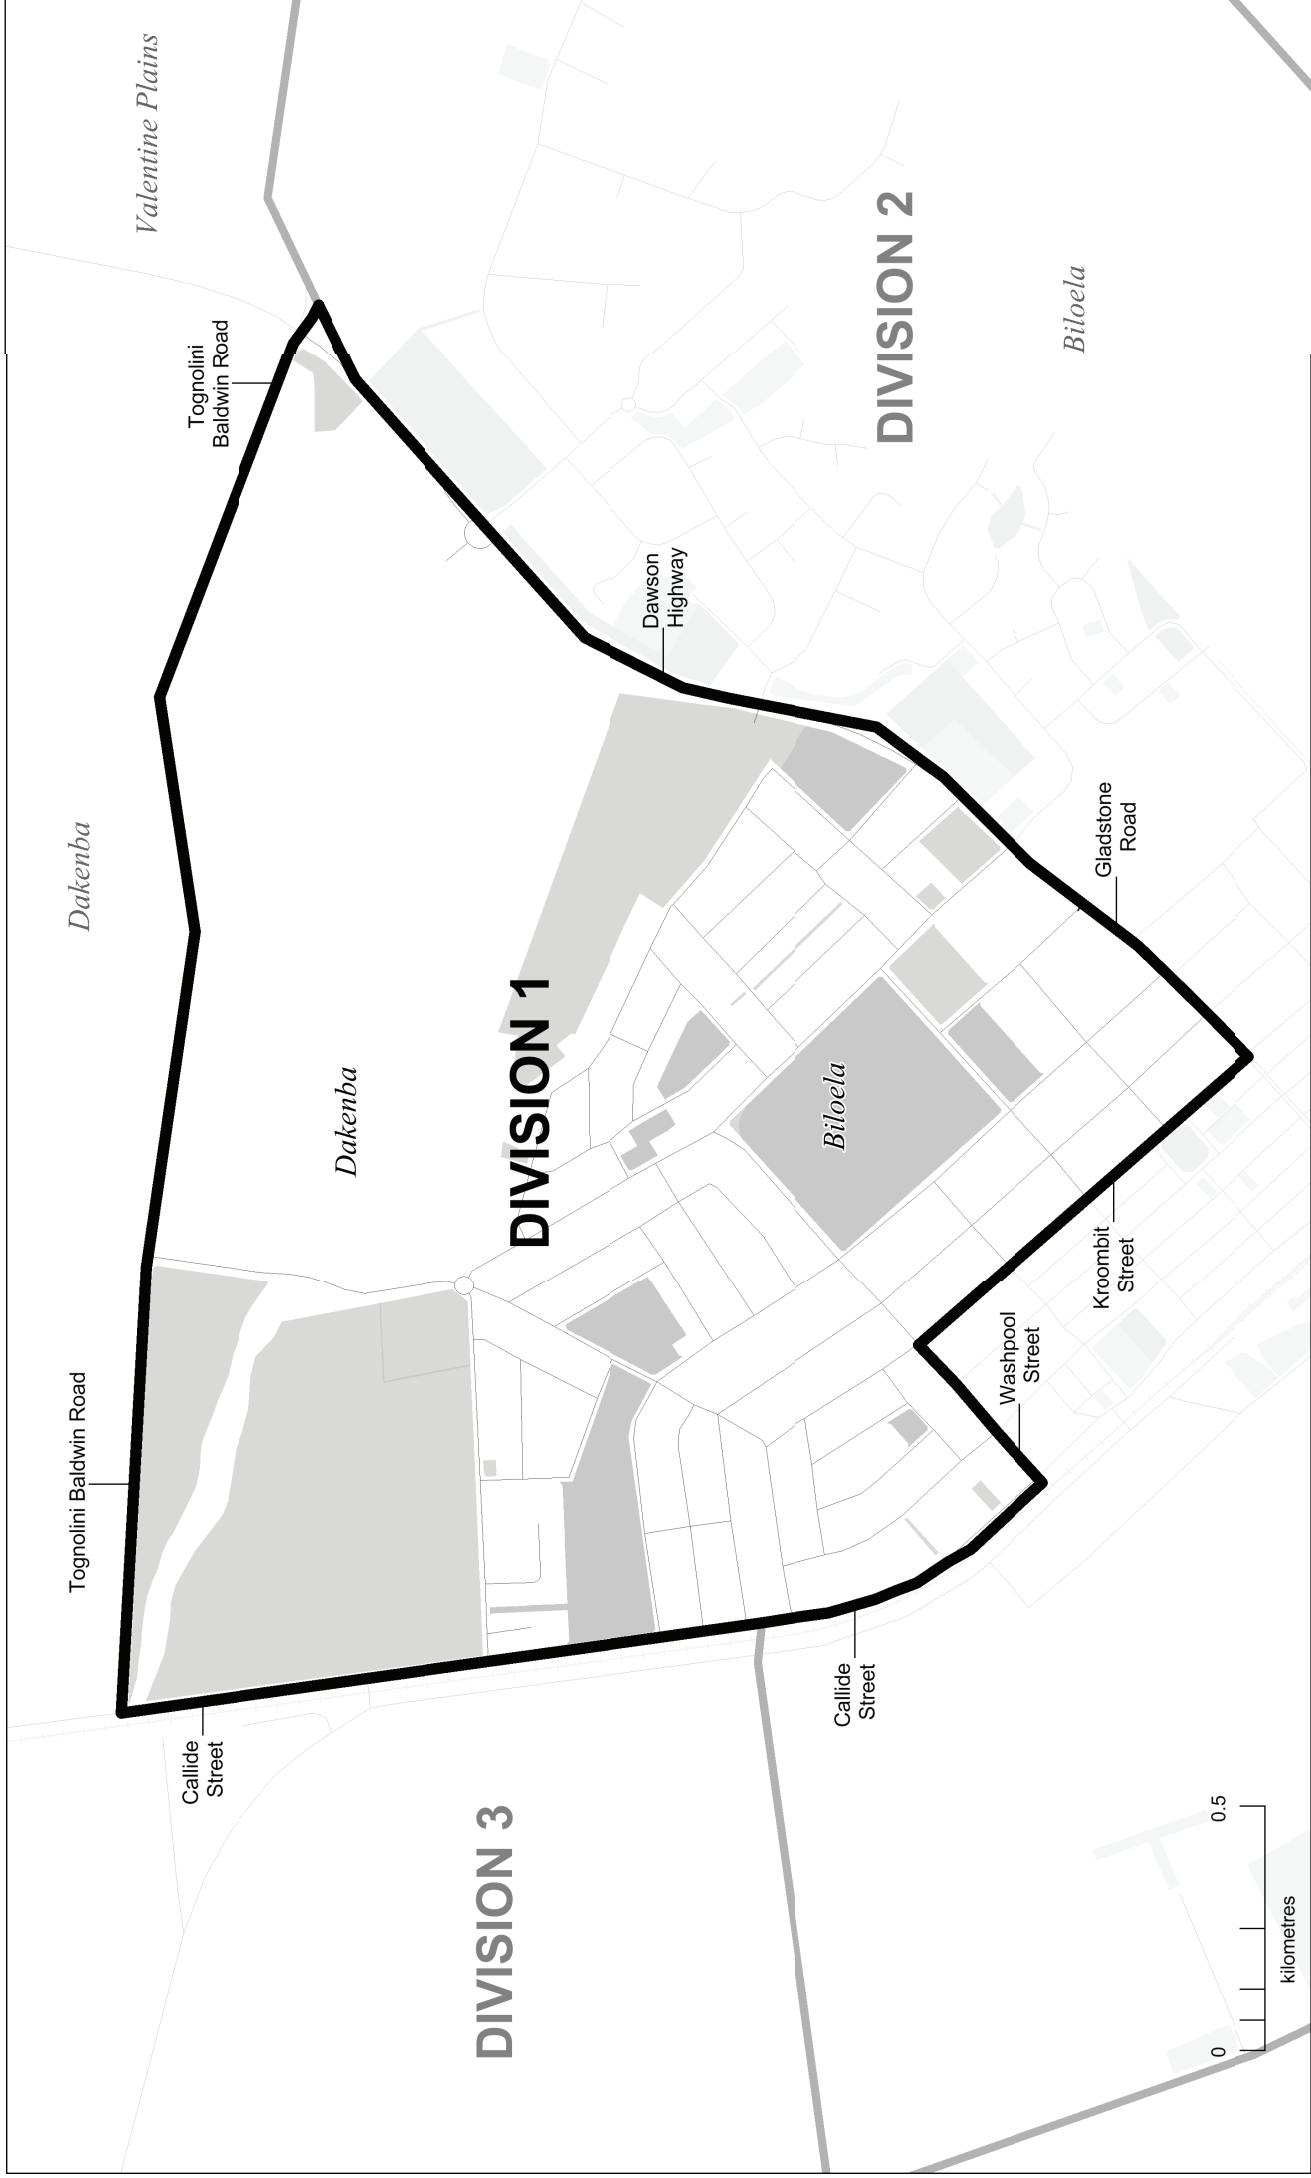 Tognolini Baldwin Road
Dakenba
Valentine Plains
Callide
Street
Tognolini
Baldwin Road
Dakenba
DIVISION 3
DIVISION 1
Dawson
Highway
Biloela
DIVISION 2
Callide
Street
Washpool
Street
Kroombit
Street
Gladstone
Road
Biloela
0
0.5
kilometres